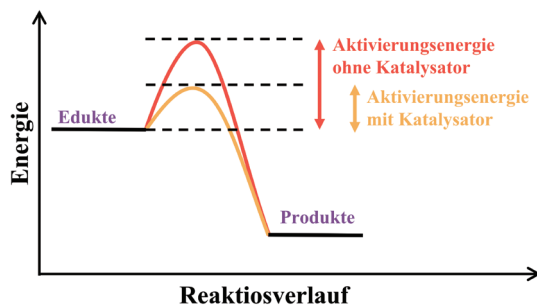 Aktivierungsenergie
ohne Katalysator
Aktivierungsenergie
mit Katalysator
Edukte
Energie
Produkte
Reaktiosverlauf